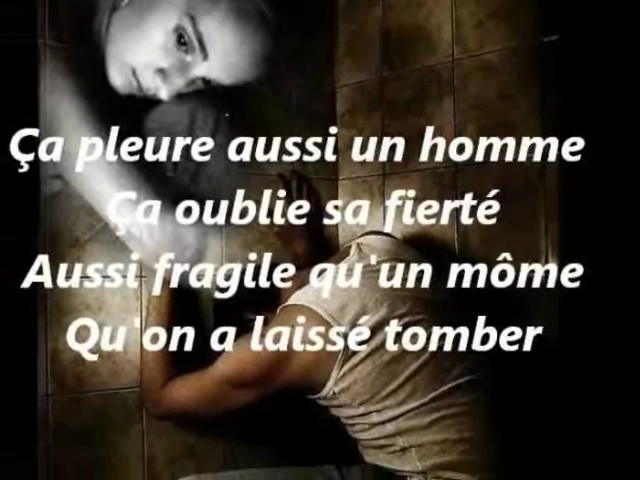 Ça pleure aussi un homme
Ça oublie sa fierté
Aussi fragile qu'un môme
Qu'on a laissé tomber